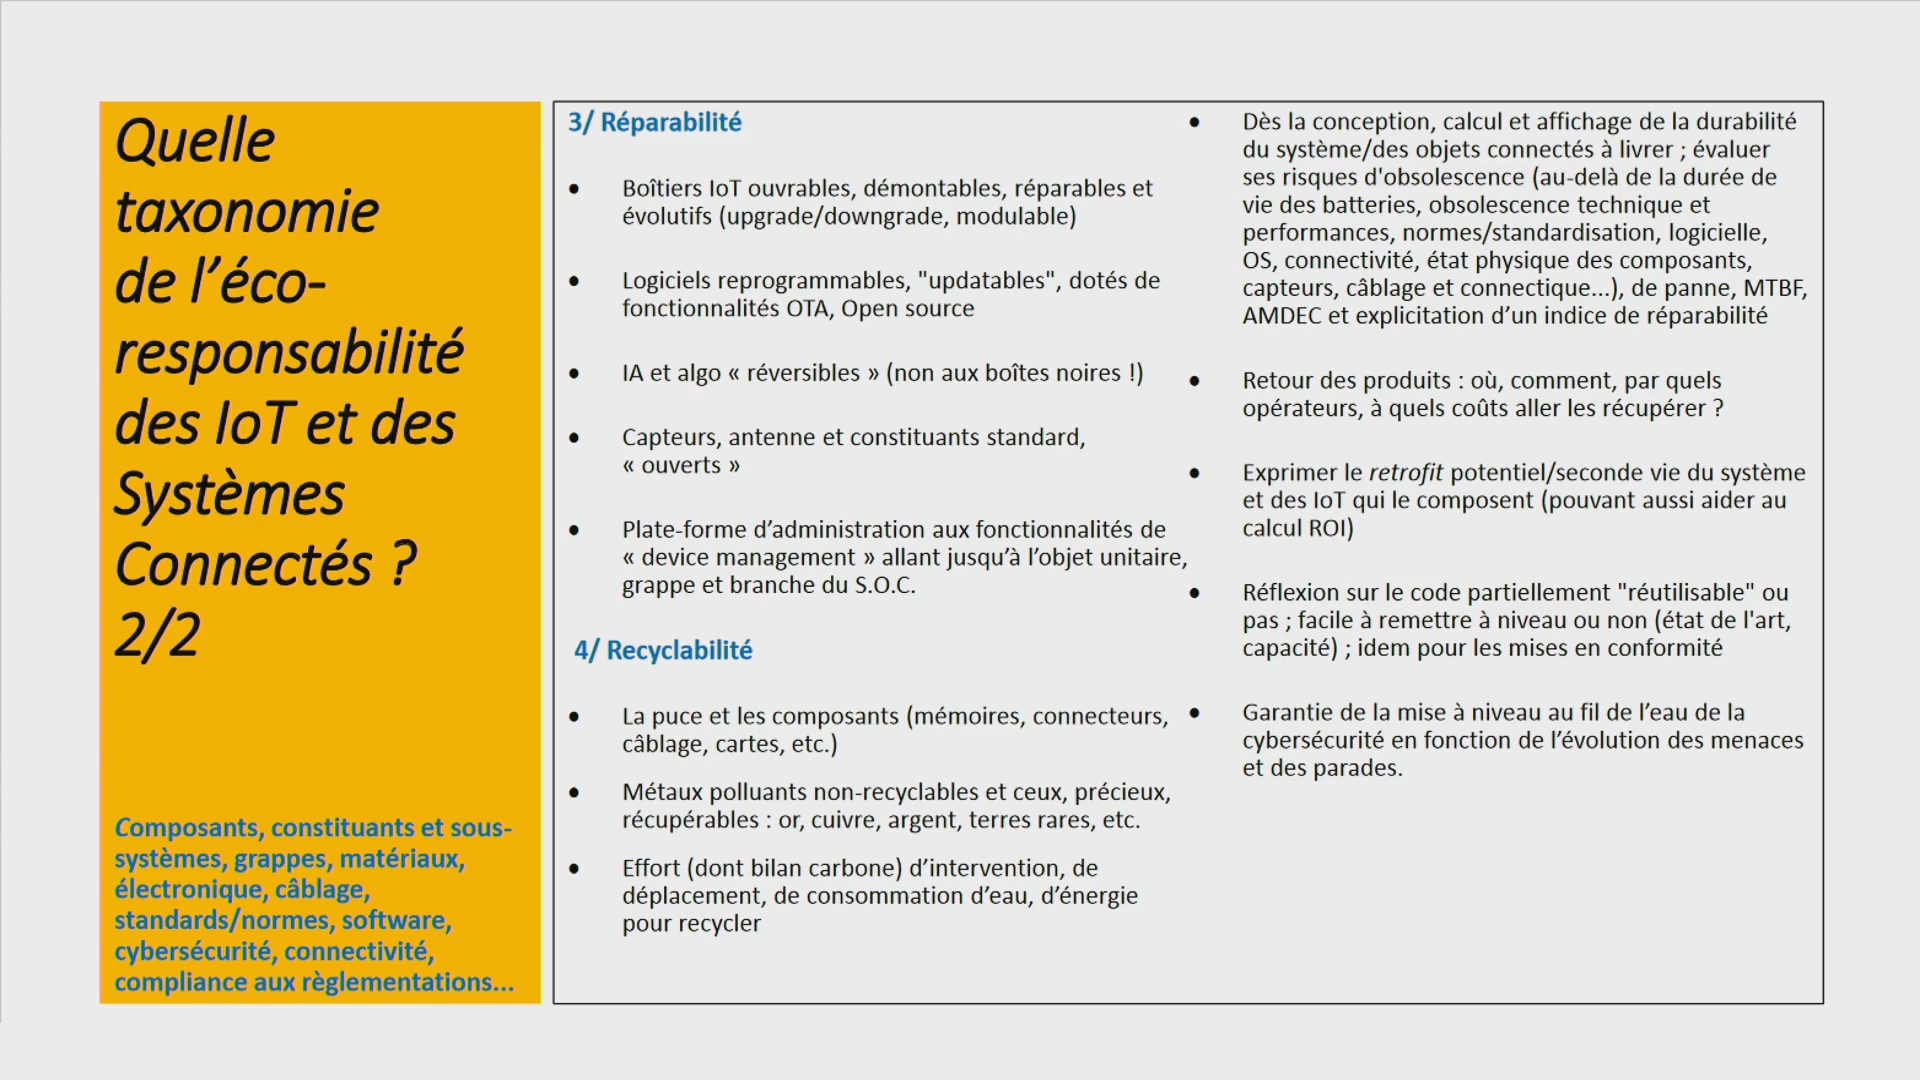 Quelle
taxonomie
de l’éco-
responsabilité
des IoT et des
Systèmes
Connectés ?
2/2
Composants, constituants et sous-
systèmes, grappes, matériaux,
électronique, câblage,
standards/normes, software,
cybersécurité, connectivité,
compliance aux règlementations...
3/ Réparabilité
• Boîtiers IoT ouvrables, démontables, réparables et
évolutifs (upgrade/downgrade, modulable)
• Logiciels reprogrammables, "updatables", dotés de
fonctionnalités OTA, Open source
• IA et algo « réversibles » (non aux boîtes noires !)
• Capteurs, antenne et constituants standard,
« ouverts »
• Plate-forme d’administration aux fonctionnalités de
« device management » allant jusqu’à l’objet unitaire,
grappe et branche du S.O.C.
4/ Recyclabilité
• La puce et les composants (mémoires, connecteurs,
câblage, cartes, etc.)
• Métaux polluants non-recyclables et ceux, précieux,
récupérables : or, cuivre, argent, terres rares, etc.
• Effort (dont bilan carbone) d’intervention, de
déplacement, de consommation d’eau, d’énergie
pour recycler
• Dès la conception, calcul et affichage de la durabilité
du système/des objets connectés à livrer ; évaluer
ses risques d'obsolescence (au-delà de la durée de
vie des batteries, obsolescence technique et
performances, normes/standardisation, logicielle,
OS, connectivité, état physique des composants,
capteurs, câblage et connectique...), de panne, MTBF,
AMDEC et explicitation d’un indice de réparabilité
• Retour des produits : où, comment, par quels
opérateurs, à quels coûts aller les récupérer ?
• Exprimer le retrofit potentiel/seconde vie du système
et des IoT qui le composent (pouvant aussi aider au
calcul ROI)
• Réflexion sur le code partiellement "réutilisable" ou
pas ; facile à remettre à niveau ou non (état de l'art,
capacité) ; idem pour les mises en conformité
• Garantie de la mise à niveau au fil de l’eau de la
cybersécurité en fonction de l’évolution des menaces
et des parades.